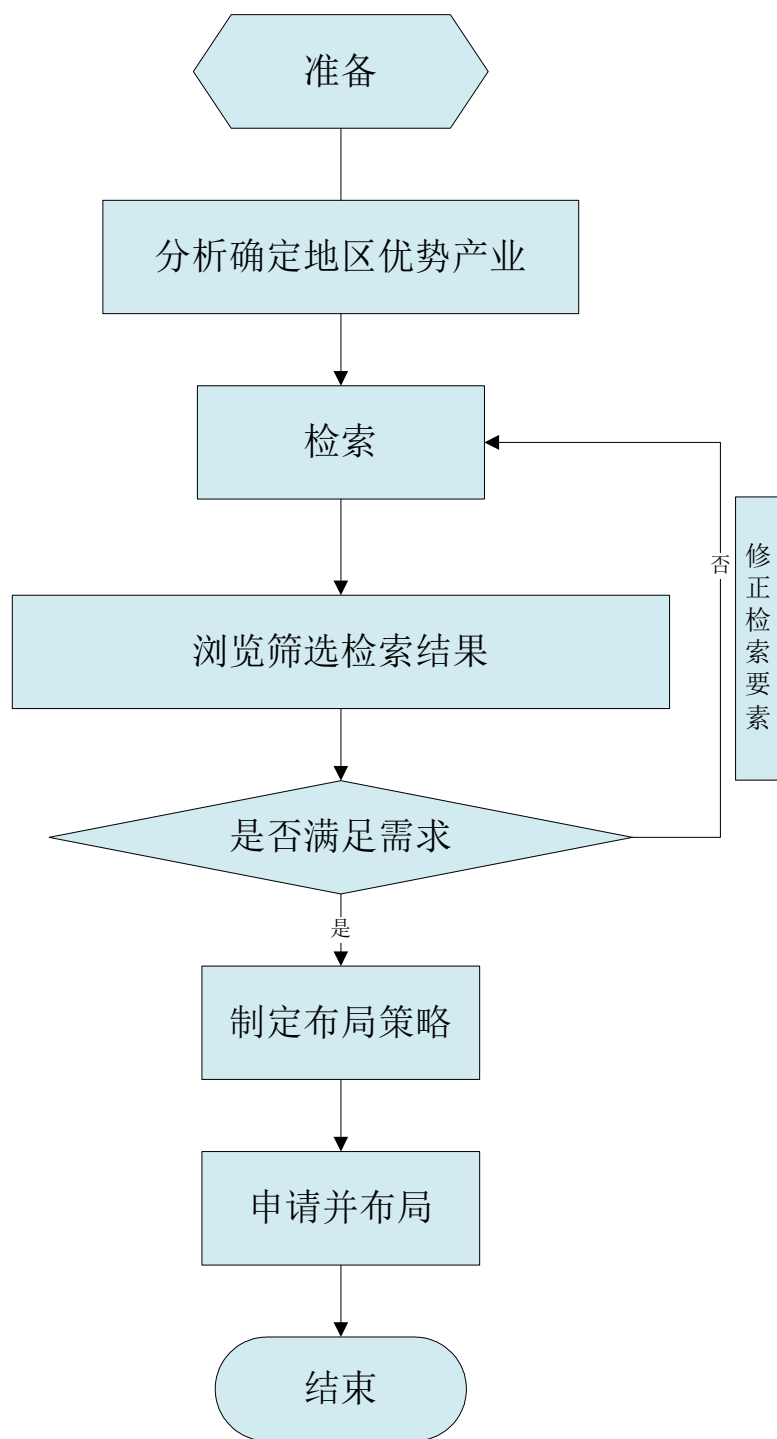 准备
分析确定地区优势产业
检索
否
修正检索要素
浏览筛选检索结果
是否满足需求
是
制定布局策略
申请并布局
结束